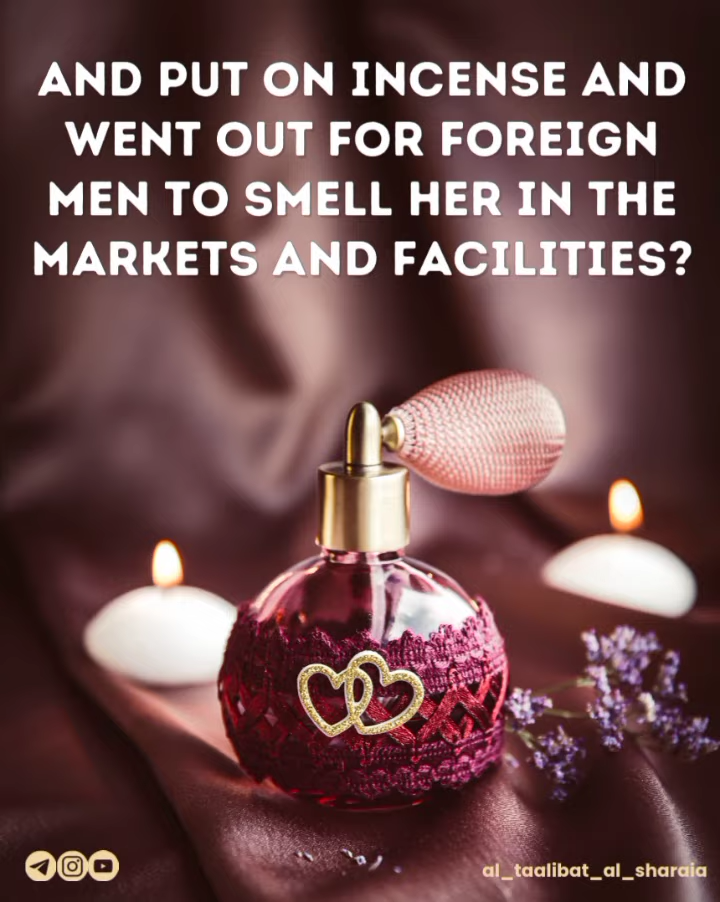 AND PUT ON INCENSE AND
WENT OUT FOR FOREIGN
MEN TO SMELL HER IN THE
MARKETS AND FACILITIES?
al_taalibat_al_sharaia